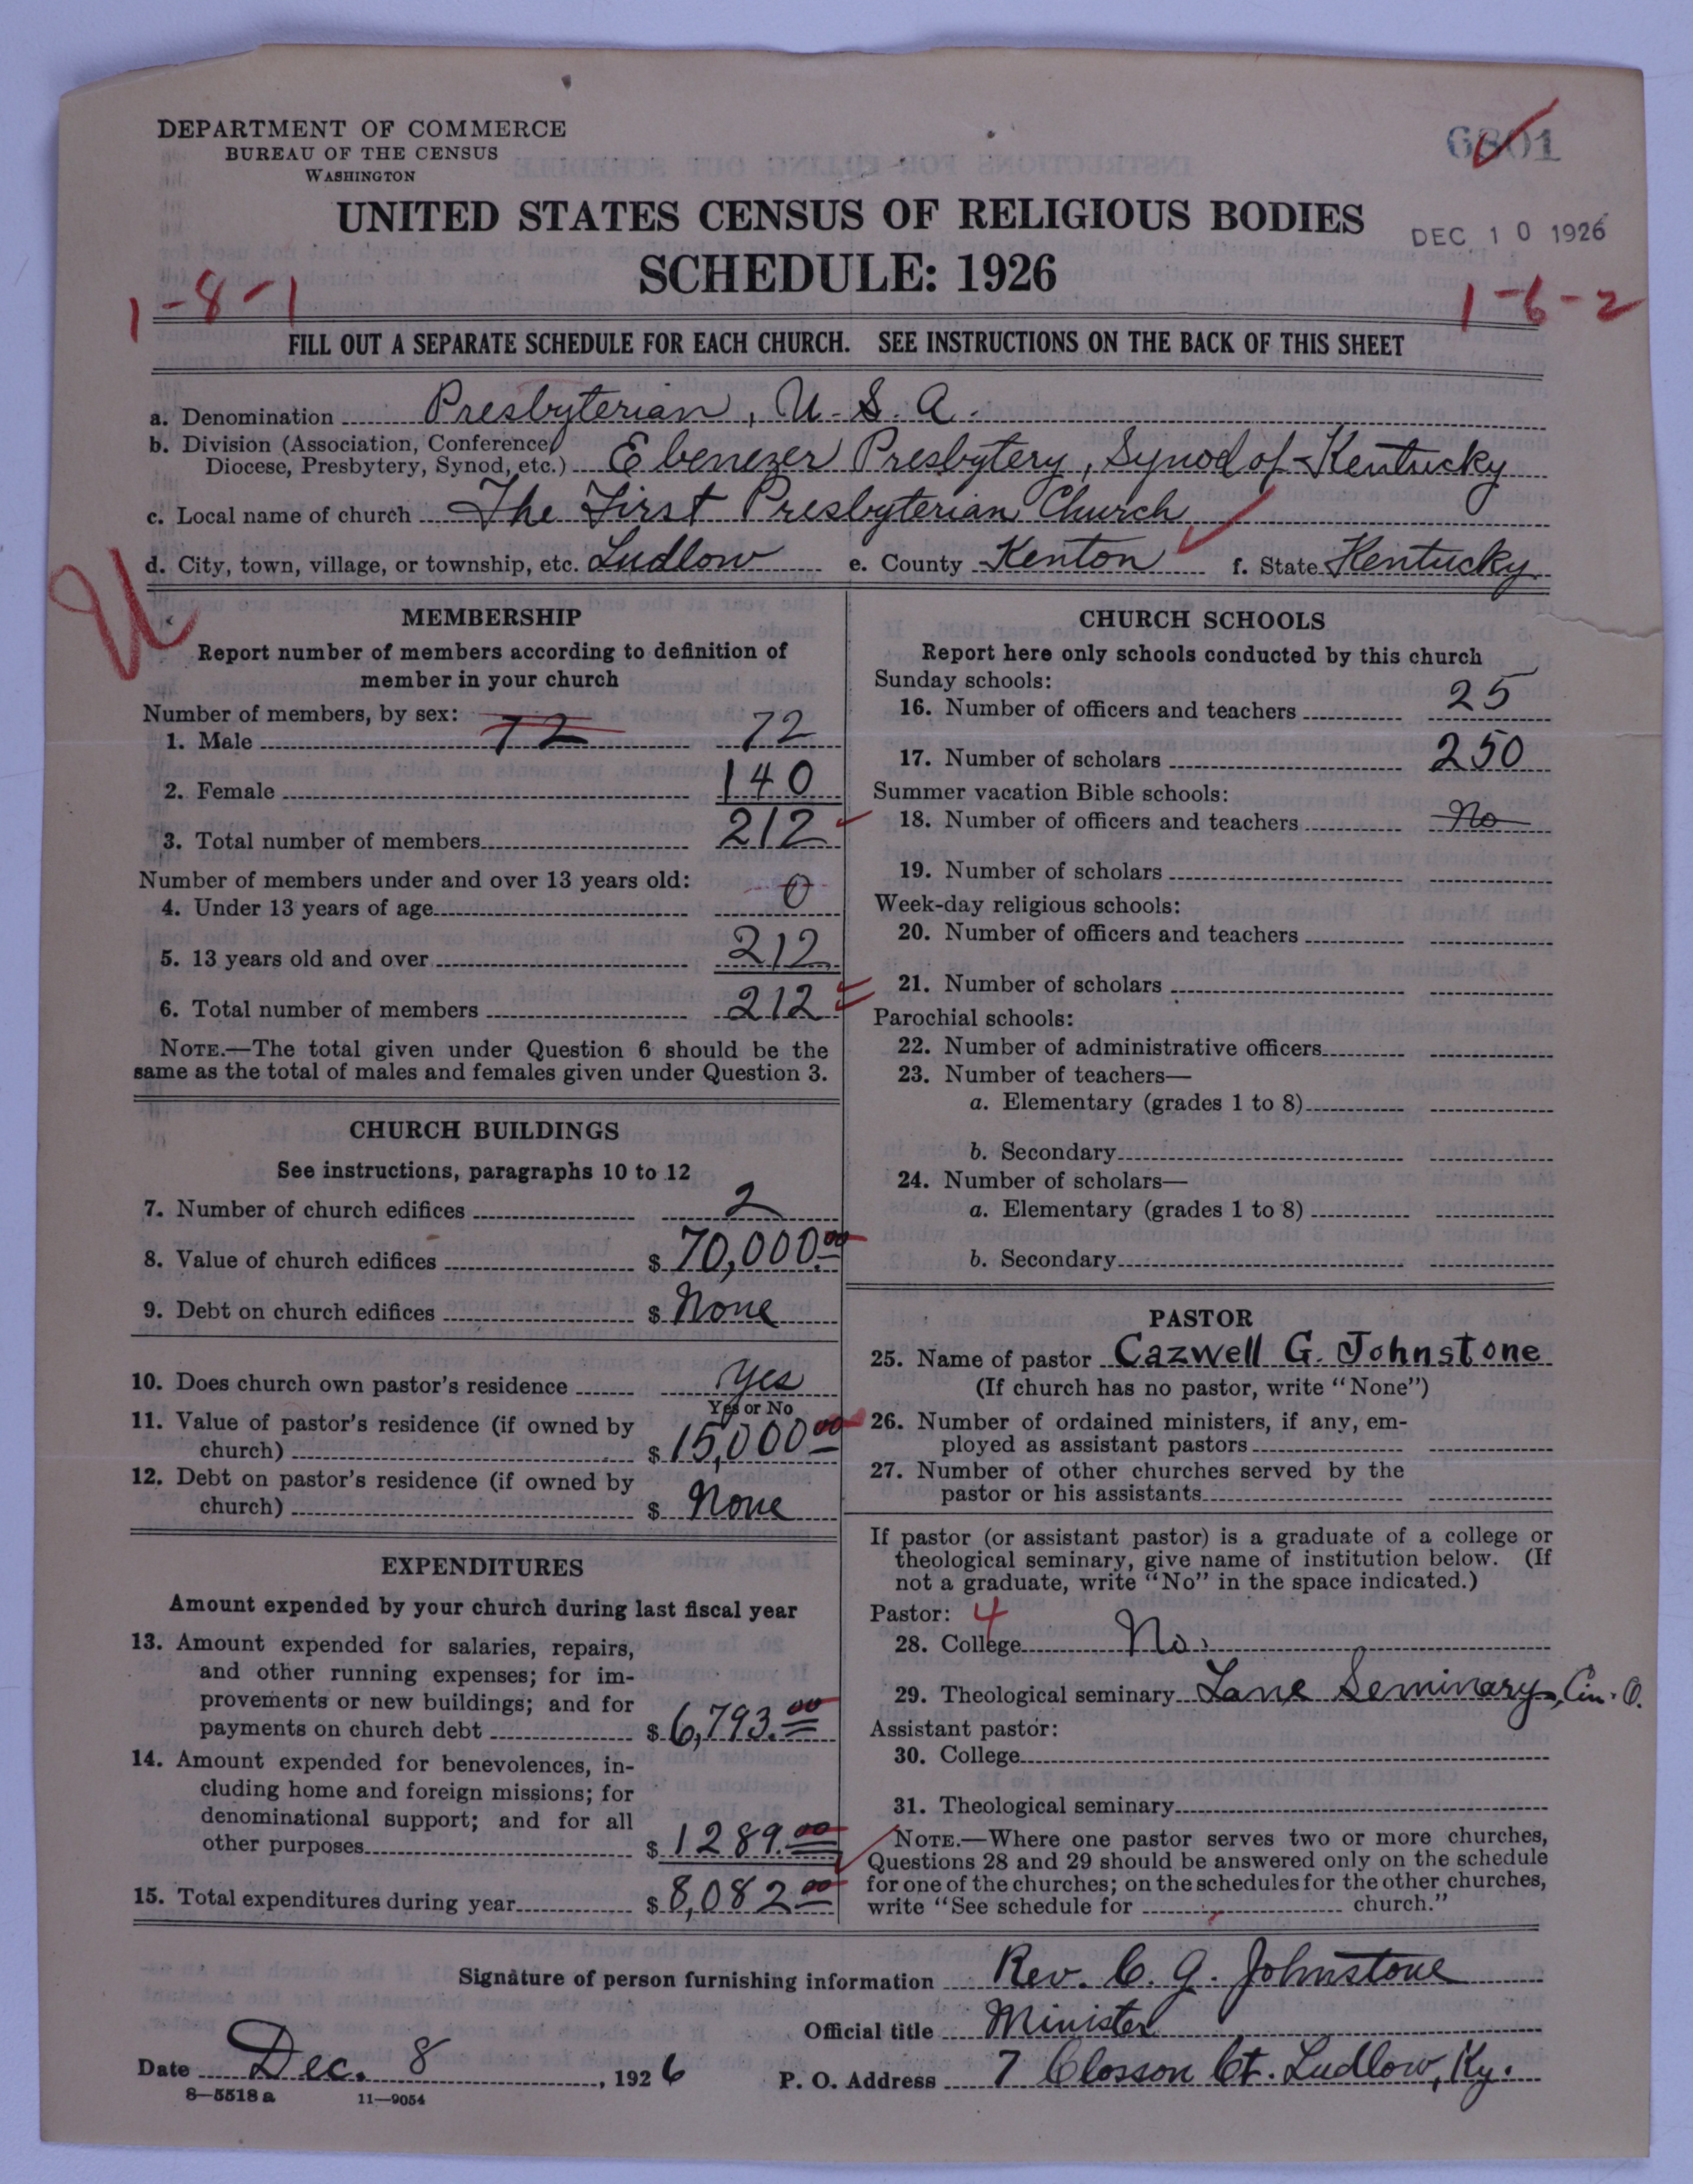 DEPARTMENT OF COMMERCE
BUREAU OF THE CENSUS
WASHINGTON
6801
UNITED STATES CENSUS OF RELIGIOUS BODIES
DEC 10 1926
SCHEDULE: 1926
1-8-1
1-6-2
FILL OUT A SEPARATE SCHEDULE FOR EACH CHURCH. SEE INSTRUCTIONS ON THE BACK OF THIS SHEET
a. Denomination Presbyterian, U.S.A.
b. Division (Association, Conference
Diocese, Presbytery, Synod, etc.) Ebenezer Presbytery, Synod of Kentucky
c. Local name of church The First Presbyterian Church
d. City, town, village, or township, etc. Ludlow e. County Kenton f. State Kentucky
MEMBERSHIP
Report number of members according to definition of
member in your church
Number of members, by sex:
1. Male 72 72
2. Female 140
3. Total number of members 212
Number of members under and over 13 years old:
4. Under 13 years of age 0
5. 13 years old and over 212
6. Total number of members 212
NOTE.—The total given under Question 6 should be the
same as the total of males and females given under Question 3.
CHURCH BUILDINGS
See instructions, paragraphs 10 to 12
7. Number of church edifices 2
8. Value of church edifices $ 70,000.00
9. Debt on church edifices $ None
10. Does church own pastor's residence Yes
Yes or No
11. Value of pastor's residence (if owned by
church) $ 15,000 00
12. Debt on pastor's residence (if owned by
church) $ None
EXPENDITURES
Amount expended by your church during last fiscal year
13. Amount expended for salaries, repairs,
and other running expenses; for im-
provements or new buildings; and for
payments on church debt $ 6,793.00
14. Amount expended for benevolences, in-
cluding home and foreign missions; for
denominational support; and for all
other purposes $ 1289.00
15. Total expenditures during year $ 8,082 00
CHURCH SCHOOLS
Report here only schools conducted by this church
Sunday schools:
16. Number of officers and teachers 25
17. Number of scholars 250
Summer vacation Bible schools:
18. Number of officers and teachers No
19. Number of scholars
Week-day religious schools:
20. Number of officers and teachers
21. Number of scholars
Parochial schools:
22. Number of administrative officers
23. Number of teachers—
a. Elementary (grades 1 to 8)
b. Secondary
24. Number of scholars—
a. Elementary (grades 1 to 8)
b. Secondary
PASTOR
25. Name of pastor Cazwell G. Johnstone
(If church has no pastor, write "None")
26. Number of ordained ministers, if any, em-
ployed as assistant pastors
27. Number of other churches served by the
pastor or his assistants
If pastor (or assistant pastor) is a graduate of a college or
theological seminary, give name of institution below. (If
not a graduate, write "No" in the space indicated.)
Pastor: 4
28. College No.
29. Theological seminary Lane Seminary, Cin. O.
Assistant pastor:
30. College
31. Theological seminary
NOTE.—Where one pastor serves two or more churches,
Questions 28 and 29 should be answered only on the schedule
for one of the churches; on the schedules for the other churches,
write "See schedule for church."
Signature of person furnishing information Rev. C. G. Johnstone
Official title Minister
Date Dec. 8, 1926 P. O. Address 7 Closson Ct. Ludlow, Ky.
8—5518 a 11—9054